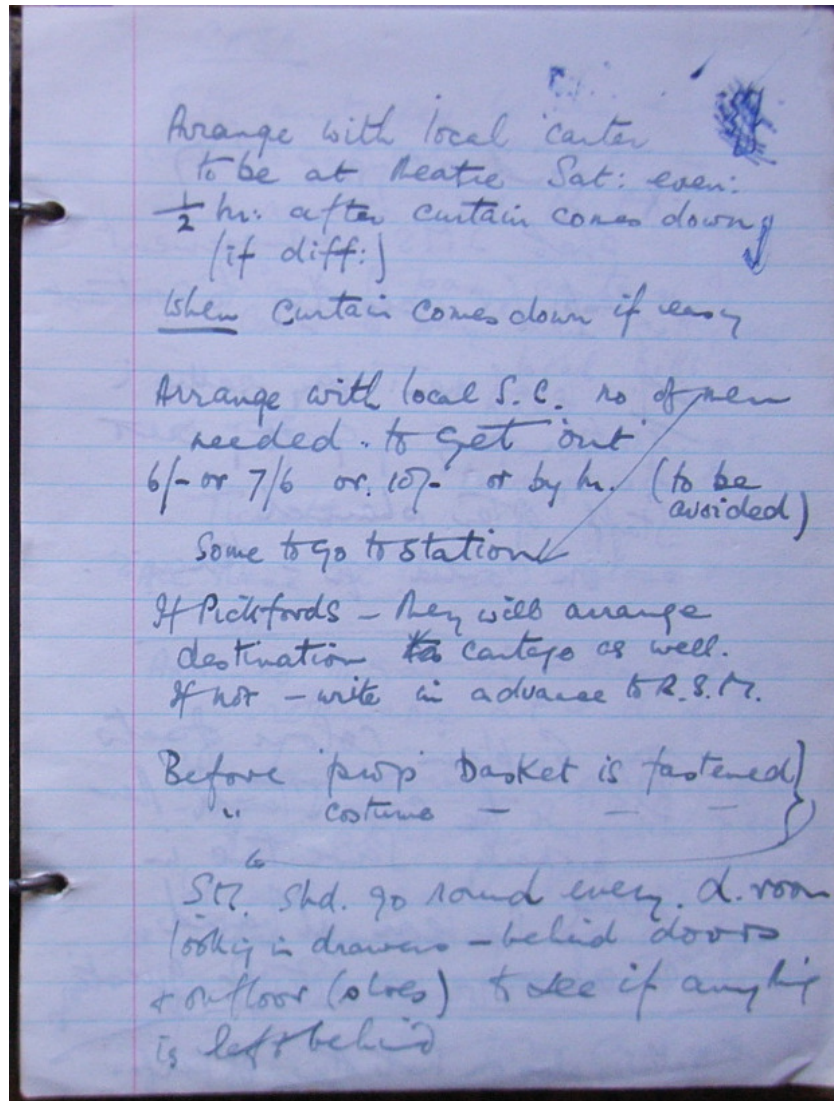 Arrange with local carter
to be at theatre Sat: even:
½ hr: after curtain comes down
(if diff:)
When curtain comes down if easy
Arrange with local S.C. no of men
needed. to 'get out'
6/- or 7/6 or. 10/- or by hr. (to be
avoided)
Some to go to station
If Pickfords - they will arrange
destination cartage as well.
If not - write in advance to R.S.M.
Before 'prop' basket is fastened
" costume - - -
S.M. shd. go round every. d. room
looking in drawers - behind doors
& on floor (shoes) to see if anything
is left behind